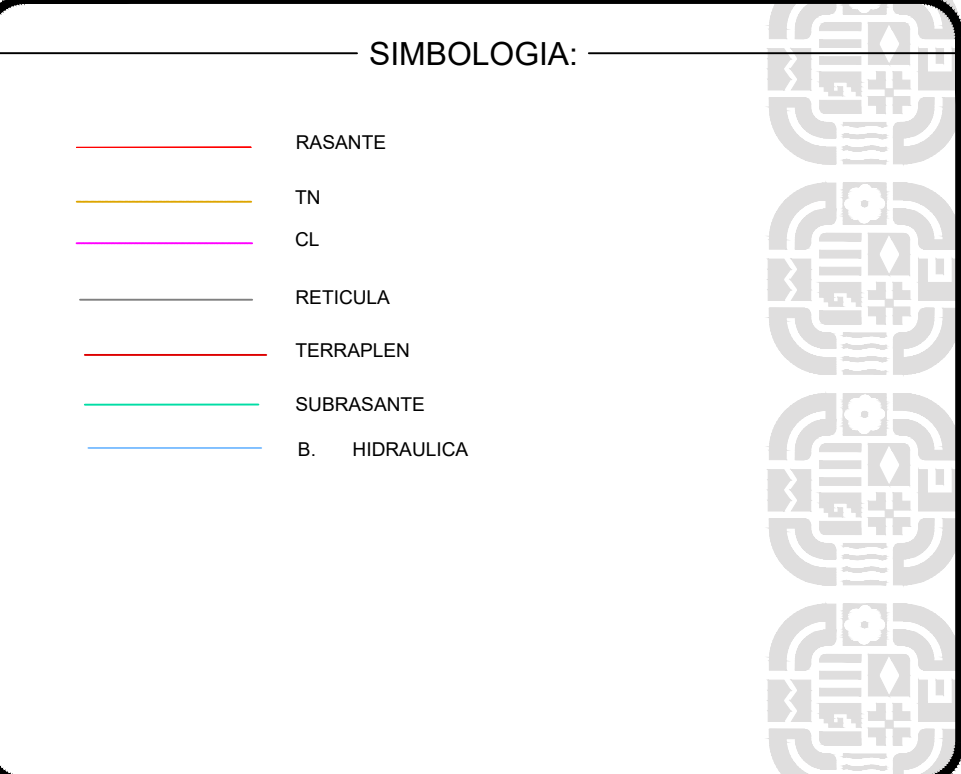 SIMBOLOGIA:
RASANTE
TN
CL
RETICULA
TERRAPLEN
SUBRASANTE
B. HIDRAULICA